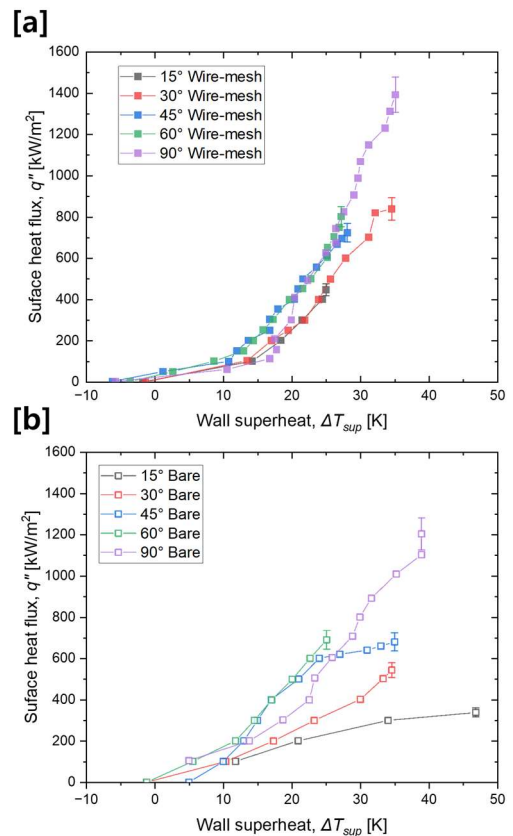 [a]
1600
1400
1200
1000
800
600
400
200
0
Suface heat flux, q" [kW/m²]
15° Wire-mesh
30° Wire-mesh
45° Wire-mesh
60° Wire-mesh
90° Wire-mesh
−10 0 10 20 30 40 50
Wall superheat, ΔTsup [K]
[b]
1600
1400
1200
1000
800
600
400
200
0
Surface heat flux, q" [kW/m²]
15° Bare
30° Bare
45° Bare
60° Bare
90° Bare
−10 0 10 20 30 40 50
Wall superheat, ΔTsup [K]